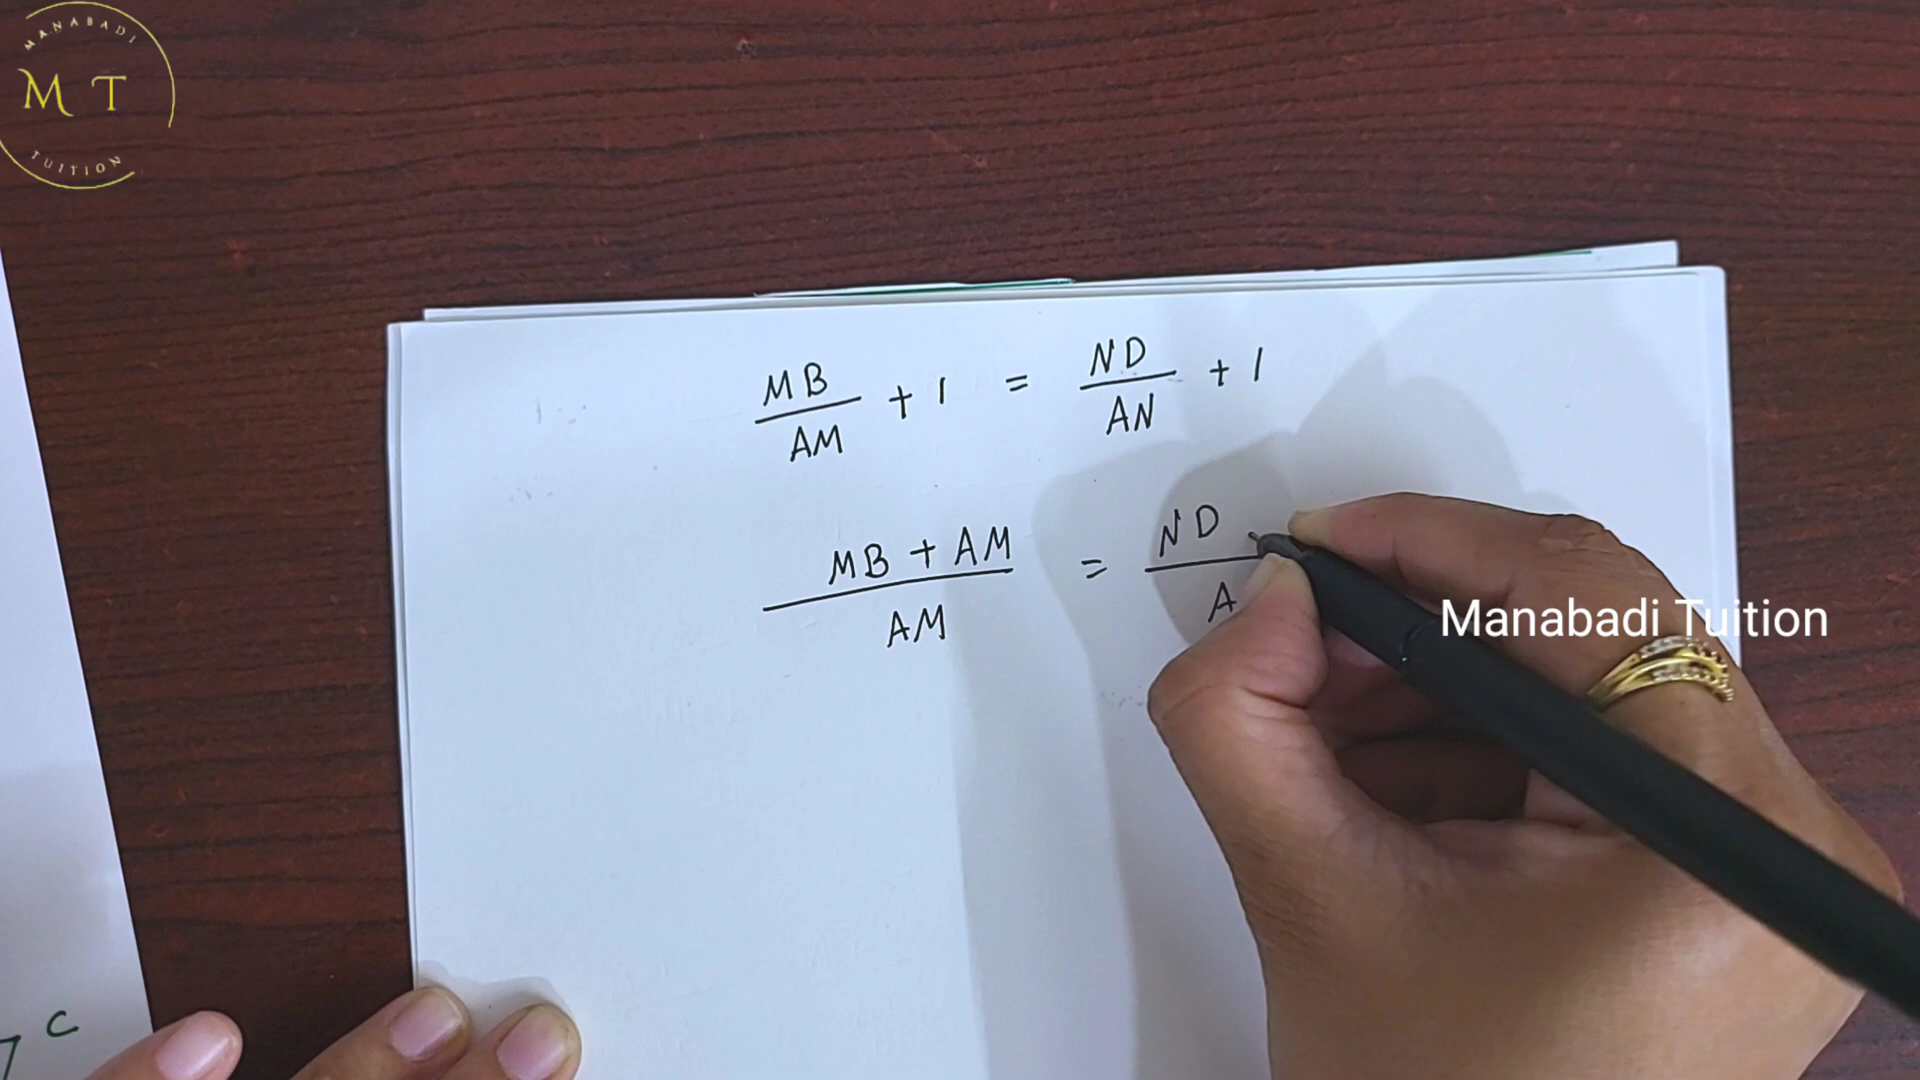 MANABADI
M T
TUITION
MB/AM + 1 = ND/AN + 1
MB + AM/AM = ND/A
Manabadi Tuition
C